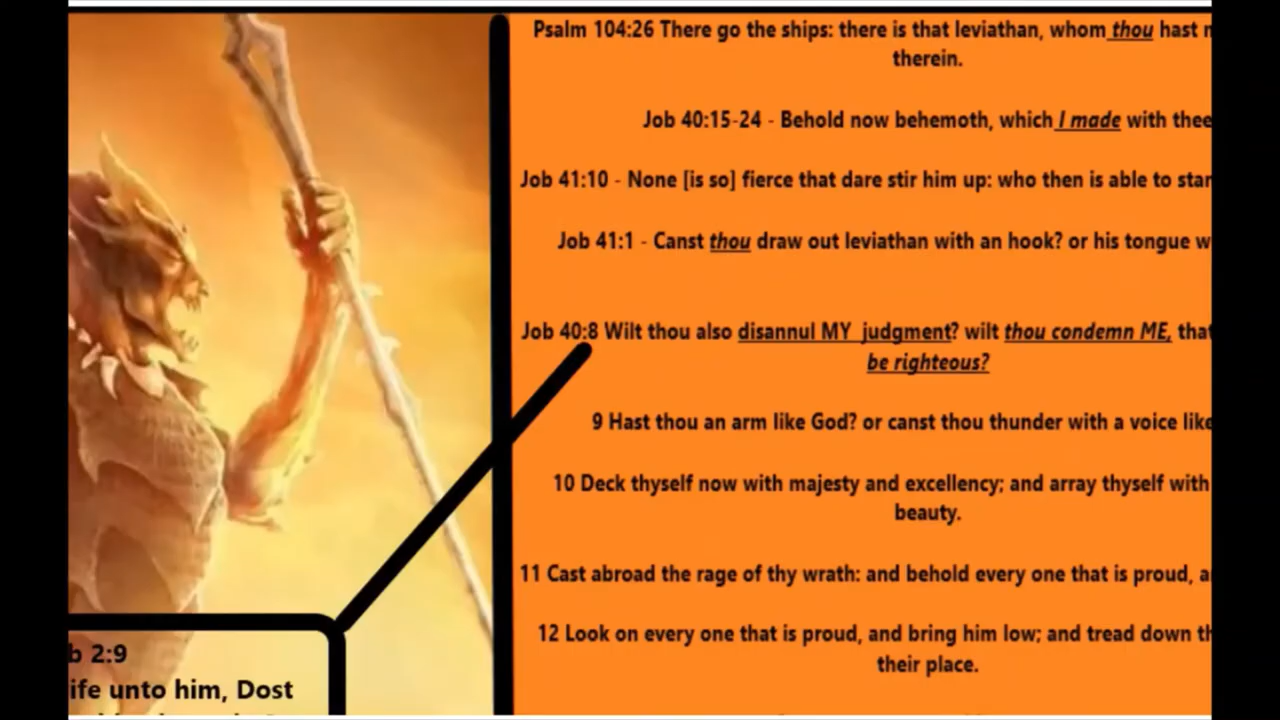 Psalm 104:26 There go the ships: there is that leviathan, whom thou hast
therein.
Job 40:15-24 - Behold now behemoth, which I made with thee
Job 41:10 - None [is so] fierce that dare stir him up: who then is able to
Job 41:1 - Canst thou draw out leviathan with an hook? or his tongue
Job 40:8 Wilt thou also disannul MY judgment? wilt thou condemn ME, that
be righteous?
9 Hast thou an arm like God? or canst thou thunder with a voice like
10 Deck thyself now with majesty and excellency; and array thyself with
beauty.
11 Cast abroad the rage of thy wrath: and behold every one that is proud,
12 Look on every one that is proud, and bring him low; and tread down
their place.
b 2:9
ife unto him, Dost